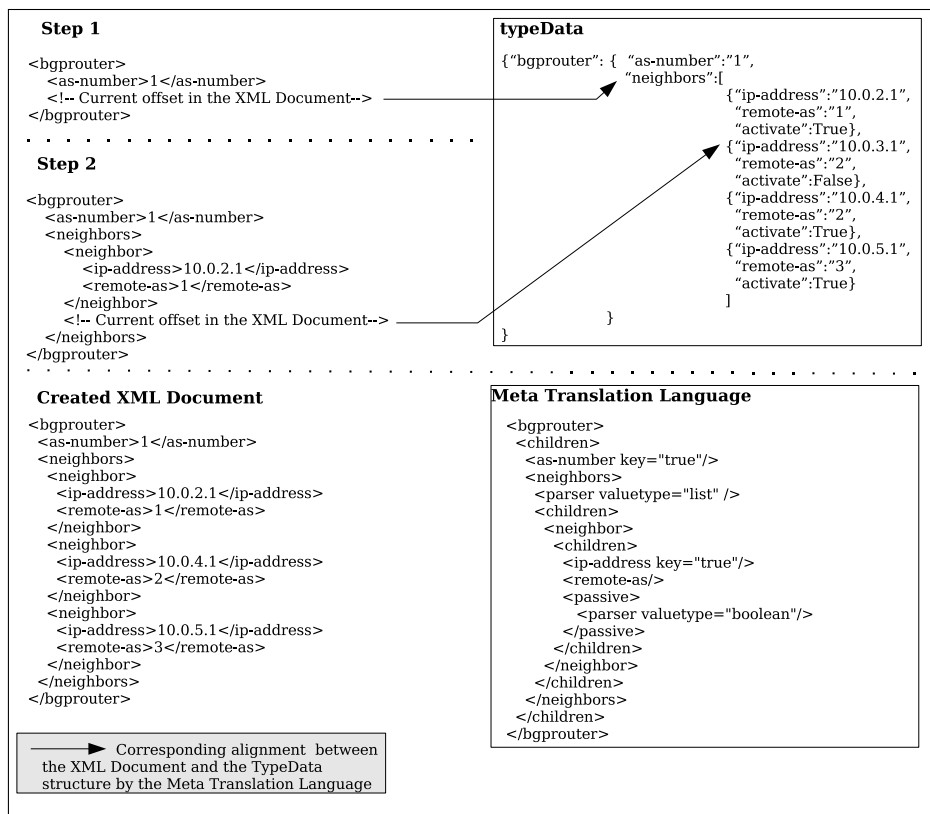 Step 1
<bgprouter>
<as-number>1</as-number>
<!-- Current offset in the XML Document-->
</bgprouter>
Step 2
<bgprouter>
<as-number>1</as-number>
<neighbors>
<neighbor>
<ip-address>10.0.2.1</ip-address>
<remote-as>1</remote-as>
</neighbor>
<!-- Current offset in the XML Document-->
</neighbors>
</bgprouter>
typeData
{“bgprouter”: { “as-number”:”1”,
“neighbors”:[
{“ip-address”:”10.0.2.1”,
“remote-as”:”1”,
“activate”:True},
{“ip-address”:”10.0.3.1”,
“remote-as”:”2”,
“activate”:False},
{“ip-address”:”10.0.4.1”,
“remote-as”:”2”,
“activate”:True},
{“ip-address”:”10.0.5.1”,
“remote-as”:”3”,
“activate”:True}
]
}
}
Created XML Document
<bgprouter>
<as-number>1</as-number>
<neighbors>
<neighbor>
<ip-address>10.0.2.1</ip-address>
<remote-as>1</remote-as>
</neighbor>
<neighbor>
<ip-address>10.0.4.1</ip-address>
<remote-as>2</remote-as>
</neighbor>
<neighbor>
<ip-address>10.0.5.1</ip-address>
<remote-as>3</remote-as>
</neighbor>
</neighbors>
</bgprouter>
Meta Translation Language
<bgprouter>
<children>
<as-number key="true"/>
<neighbors>
<parser valuetype="list" />
<children>
<neighbor>
<children>
<ip-address key="true"/>
<remote-as/>
<passive>
<parser valuetype="boolean"/>
</passive>
</children>
</neighbor>
</children>
</neighbors>
</children>
</bgprouter>
Corresponding alignment between
the XML Document and the TypeData
structure by the Meta Translation Language